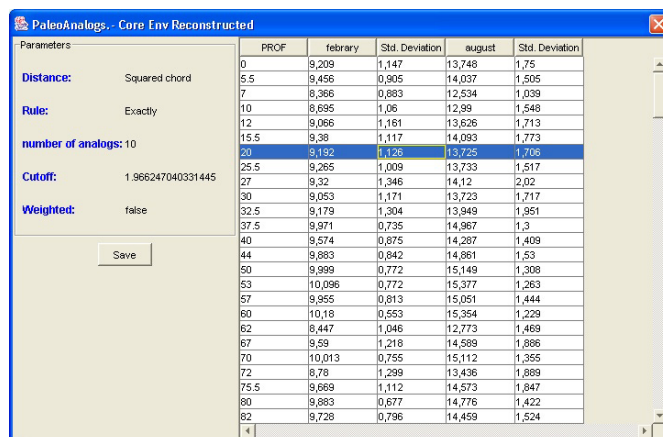 PaleoAnalogs.- Core Env Reconstructed
Parameters
Distance: Squared chord
Rule: Exactly
number of analogs: 10
Cutoff: 1.966247040331445
Weighted: false
Save
PROF febrary Std. Deviation august Std. Deviation
0 9,209 1,147 13,748 1,75
5.5 9,456 0,905 14,037 1,505
7 8,366 0,883 12,534 1,039
10 8,695 1,06 12,99 1,548
12 9,066 1,161 13,626 1,713
15.5 9,38 1,117 14,093 1,773
20 9,192 1,126 13,725 1,706
25.5 9,265 1,009 13,733 1,517
27 9,32 1,346 14,12 2,02
30 9,053 1,171 13,723 1,717
32.5 9,179 1,304 13,949 1,951
37.5 9,971 0,735 14,967 1,3
40 9,574 0,875 14,287 1,409
44 9,883 0,842 14,861 1,53
50 9,999 0,772 15,149 1,308
53 10,096 0,772 15,377 1,263
57 9,955 0,813 15,051 1,444
60 10,18 0,553 15,354 1,229
62 8,447 1,046 12,773 1,469
67 9,59 1,218 14,589 1,886
70 10,013 0,755 15,112 1,355
72 8,78 1,299 13,436 1,889
75.5 9,669 1,112 14,573 1,847
80 9,883 0,677 14,776 1,422
82 9,728 0,796 14,459 1,524